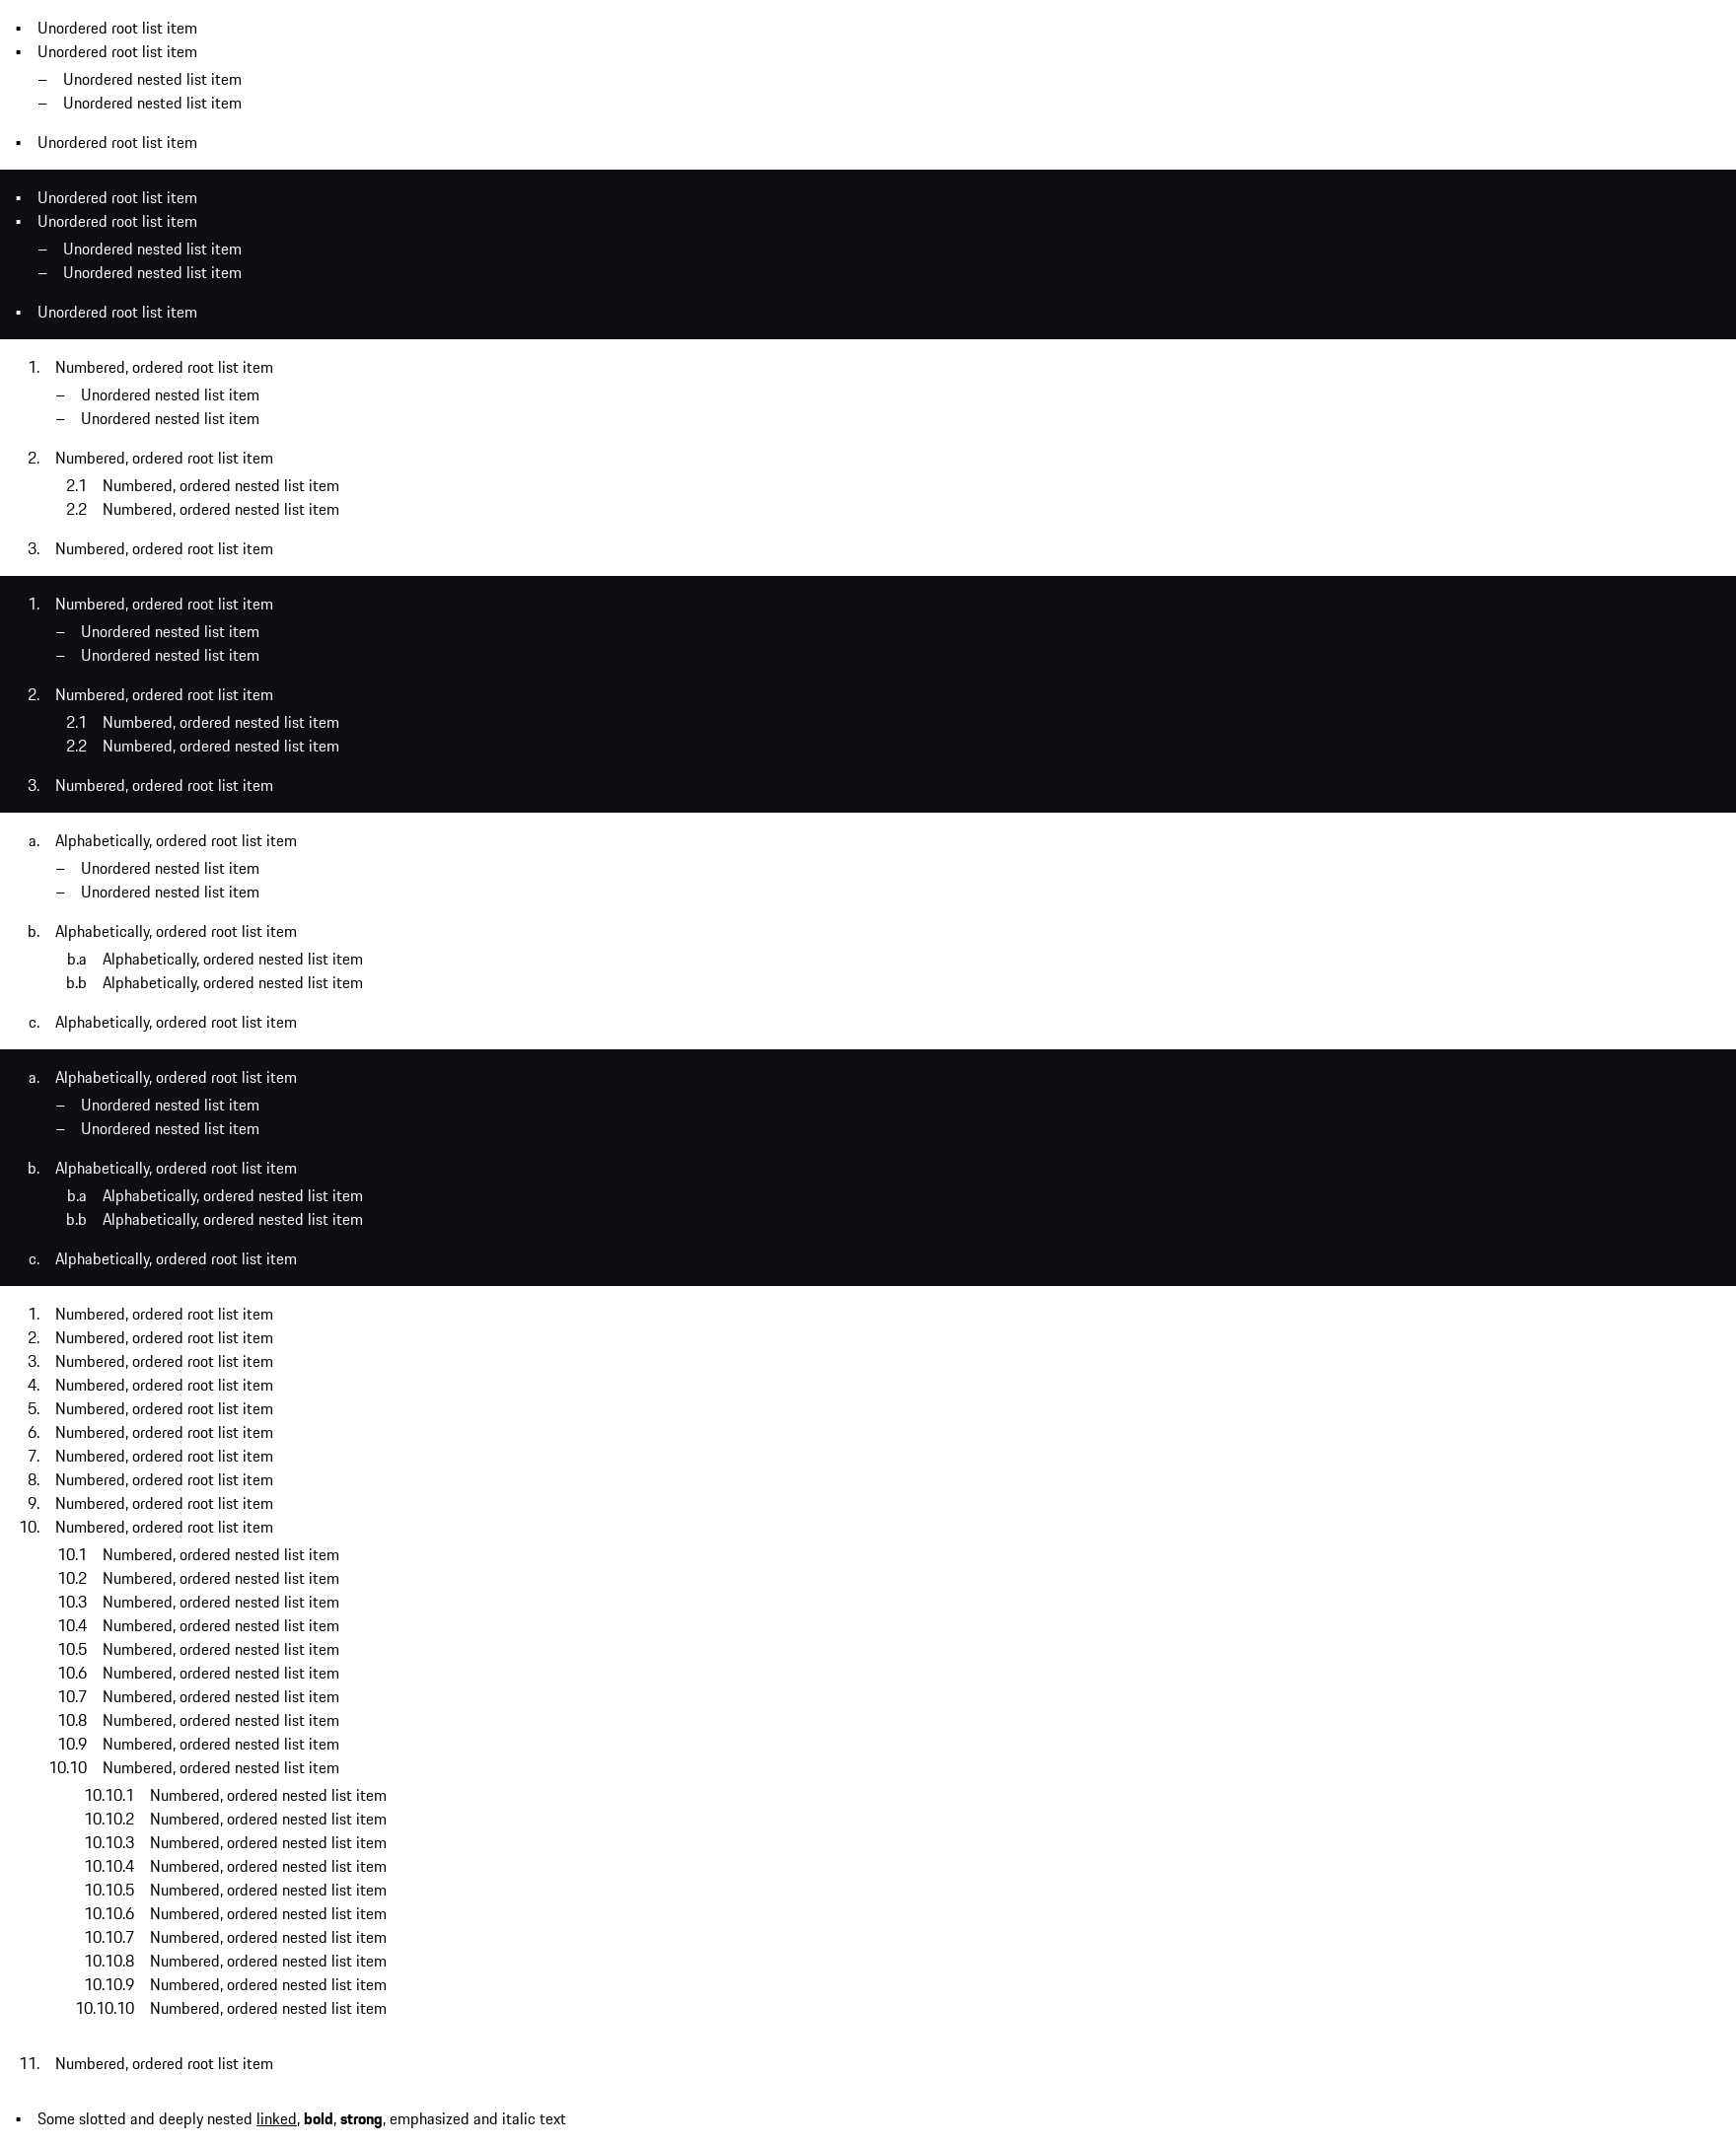 ▪ Unordered root list item
▪ Unordered root list item
– Unordered nested list item
– Unordered nested list item
▪ Unordered root list item
▪ Unordered root list item
▪ Unordered root list item
– Unordered nested list item
– Unordered nested list item
▪ Unordered root list item
1. Numbered, ordered root list item
– Unordered nested list item
– Unordered nested list item
2. Numbered, ordered root list item
2.1 Numbered, ordered nested list item
2.2 Numbered, ordered nested list item
3. Numbered, ordered root list item
1. Numbered, ordered root list item
– Unordered nested list item
– Unordered nested list item
2. Numbered, ordered root list item
2.1 Numbered, ordered nested list item
2.2 Numbered, ordered nested list item
3. Numbered, ordered root list item
a. Alphabetically, ordered root list item
– Unordered nested list item
– Unordered nested list item
b. Alphabetically, ordered root list item
b.a Alphabetically, ordered nested list item
b.b Alphabetically, ordered nested list item
c. Alphabetically, ordered root list item
a. Alphabetically, ordered root list item
– Unordered nested list item
– Unordered nested list item
b. Alphabetically, ordered root list item
b.a Alphabetically, ordered nested list item
b.b Alphabetically, ordered nested list item
c. Alphabetically, ordered root list item
1. Numbered, ordered root list item
2. Numbered, ordered root list item
3. Numbered, ordered root list item
4. Numbered, ordered root list item
5. Numbered, ordered root list item
6. Numbered, ordered root list item
7. Numbered, ordered root list item
8. Numbered, ordered root list item
9. Numbered, ordered root list item
10. Numbered, ordered root list item
10.1 Numbered, ordered nested list item
10.2 Numbered, ordered nested list item
10.3 Numbered, ordered nested list item
10.4 Numbered, ordered nested list item
10.5 Numbered, ordered nested list item
10.6 Numbered, ordered nested list item
10.7 Numbered, ordered nested list item
10.8 Numbered, ordered nested list item
10.9 Numbered, ordered nested list item
10.10 Numbered, ordered nested list item
10.10.1 Numbered, ordered nested list item
10.10.2 Numbered, ordered nested list item
10.10.3 Numbered, ordered nested list item
10.10.4 Numbered, ordered nested list item
10.10.5 Numbered, ordered nested list item
10.10.6 Numbered, ordered nested list item
10.10.7 Numbered, ordered nested list item
10.10.8 Numbered, ordered nested list item
10.10.9 Numbered, ordered nested list item
10.10.10 Numbered, ordered nested list item
11. Numbered, ordered root list item
▪ Some slotted and deeply nested linked, bold, strong, emphasized and italic text